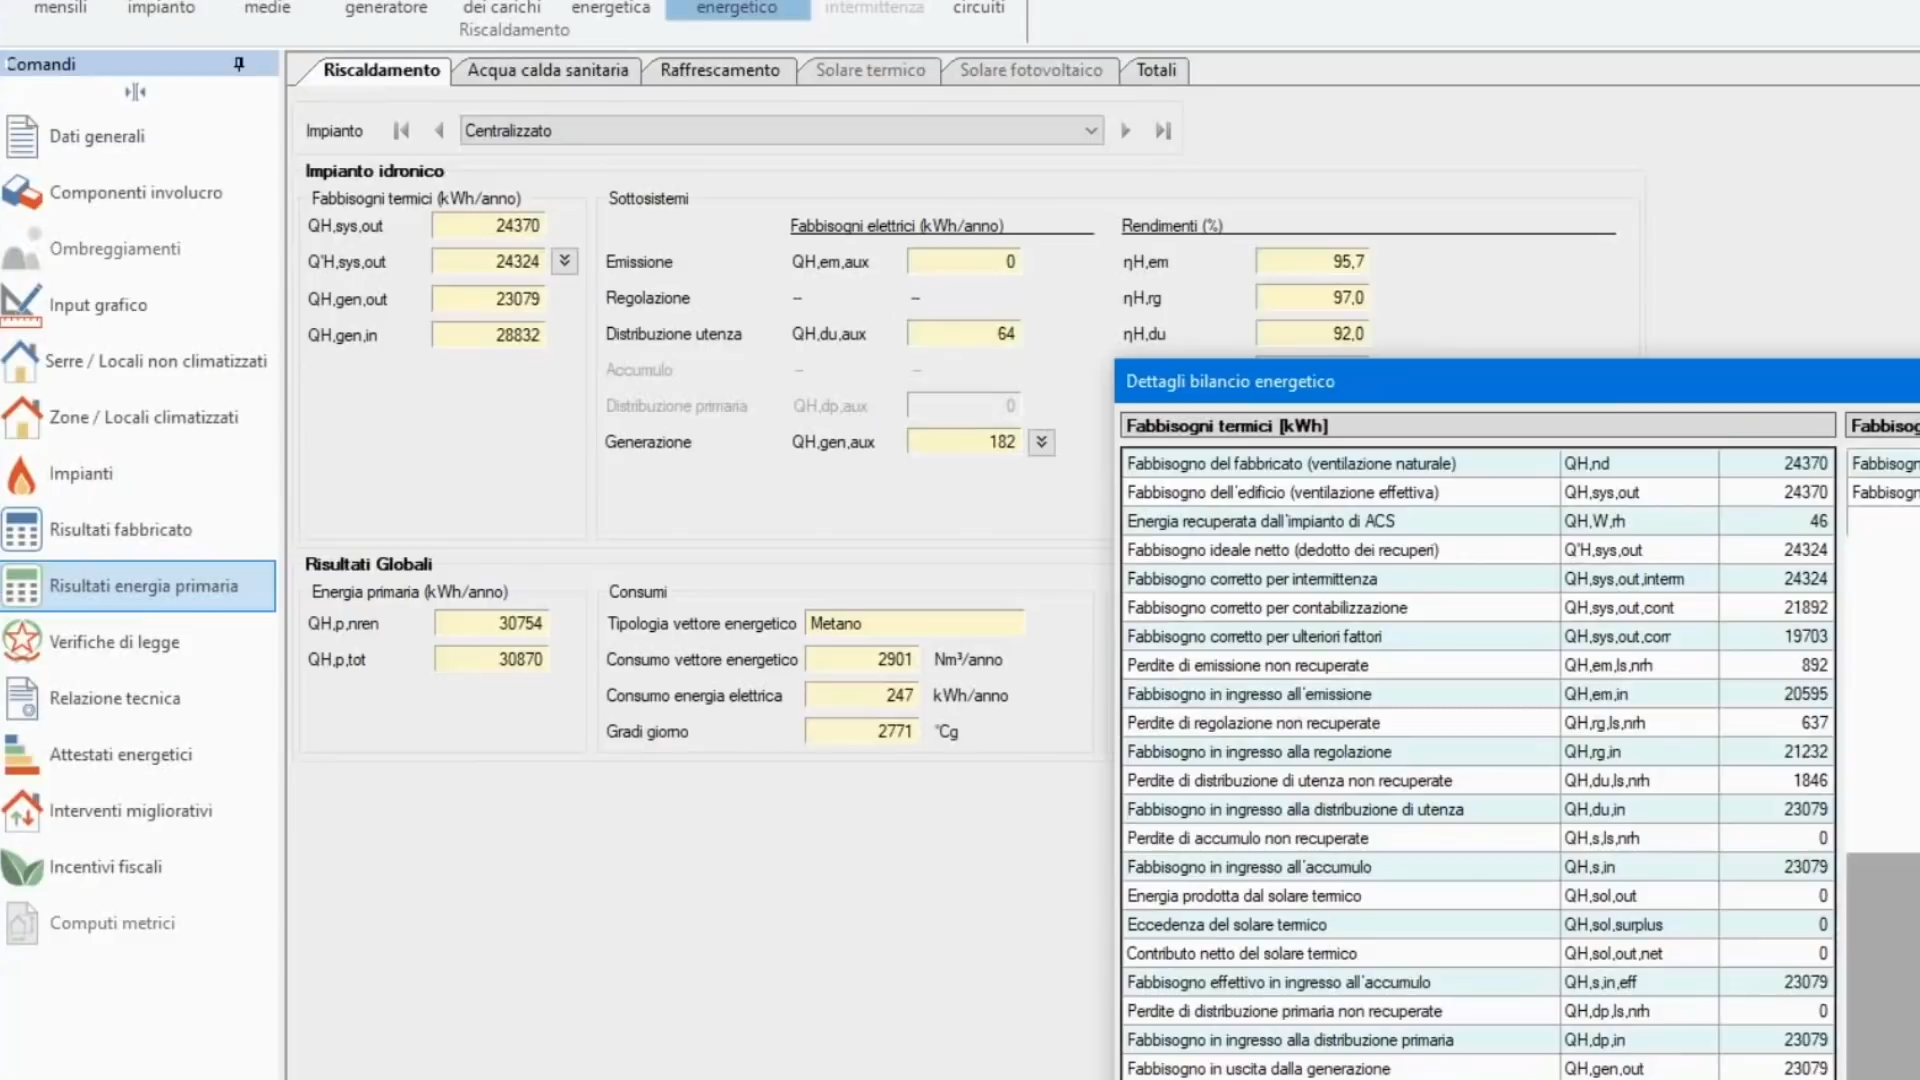 mensili impianto medie generatore dei carichi energetica energetico intermittenza circuiti
Riscaldamento
Comandi
Dati generali
Componenti involucro
Ombreggiamenti
Input grafico
Serre / Locali non climatizzati
Zone / Locali climatizzati
Impianti
Risultati fabbricato
Risultati energia primaria
Verifiche di legge
Relazione tecnica
Attestati energetici
Interventi migliorativi
Incentivi fiscali
Computi metrici
Riscaldamento Acqua calda sanitaria Raffrescamento Solare termico Solare fotovoltaico Totali
Impianto Centralizzato
Impianto idronico
Fabbisogni termici (kWh/anno)
QH,sys,out 24370
Q'H,sys,out 24324
QH,gen,out 23079
QH,gen,in 28832
Sottosistemi
Fabbisogni elettrici (kWh/anno) Rendimenti (%)
Emissione QH,em,aux 0 ηH,em 95,7
Regolazione – – ηH,rg 97,0
Distribuzione utenza QH,du,aux 64 ηH,du 92,0
Accumulo – –
Distribuzione primaria QH,dp,aux 0
Generazione QH,gen,aux 182
Risultati Globali
Energia primaria (kWh/anno)
QH,p,nren 30754
QH,p,tot 30870
Consumi
Tipologia vettore energetico Metano
Consumo vettore energetico 2901 Nm³/anno
Consumo energia elettrica 247 kWh/anno
Gradi giorno 2771 °Cg
Dettagli bilancio energetico
Fabbisogni termici [kWh] Fabbisog
Fabbisogno del fabbricato (ventilazione naturale) QH,nd 24370 Fabbisogn
Fabbisogno dell'edificio (ventilazione effettiva) QH,sys,out 24370 Fabbisogn
Energia recuperata dall'impianto di ACS QH,W,rh 46
Fabbisogno ideale netto (dedotto dei recuperi) Q'H,sys,out 24324
Fabbisogno corretto per intermittenza QH,sys,out,interm 24324
Fabbisogno corretto per contabilizzazione QH,sys,out,cont 21892
Fabbisogno corretto per ulteriori fattori QH,sys,out,corr 19703
Perdite di emissione non recuperate QH,em,ls,nrh 892
Fabbisogno in ingresso all'emissione QH,em,in 20595
Perdite di regolazione non recuperate QH,rg,ls,nrh 637
Fabbisogno in ingresso alla regolazione QH,rg,in 21232
Perdite di distribuzione di utenza non recuperate QH,du,ls,nrh 1846
Fabbisogno in ingresso alla distribuzione di utenza QH,du,in 23079
Perdite di accumulo non recuperate QH,s,ls,nrh 0
Fabbisogno in ingresso all'accumulo QH,s,in 23079
Energia prodotta dal solare termico QH,sol,out 0
Eccedenza del solare termico QH,sol,surplus 0
Contributo netto del solare termico QH,sol,out,net 0
Fabbisogno effettivo in ingresso all'accumulo QH,s,in,eff 23079
Perdite di distribuzione primaria non recuperate QH,dp,ls,nrh 0
Fabbisogno in ingresso alla distribuzione primaria QH,dp,in 23079
Fabbisogno in uscita dalla generazione QH,gen,out 23079